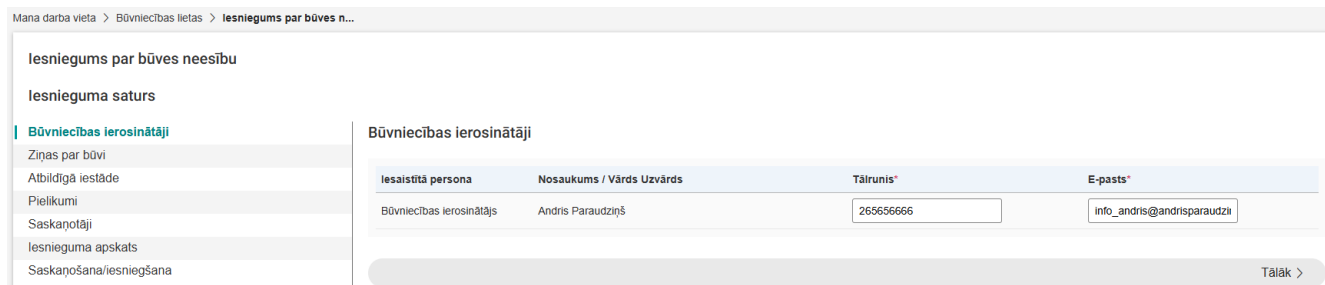 Mana darba vieta > Būvniecības lietas > Iesniegums par būves n...
Iesniegums par būves neesību
Iesnieguma saturs
Būvniecības ierosinātāji
Ziņas par būvi
Atbildīgā iestāde
Pielikumi
Saskaņotāji
Iesnieguma apskats
Saskaņošana/iesniegšana
Būvniecības ierosinātāji
Iesaistītā persona Nosaukums / Vārds Uzvārds Tālrunis* E-pasts*
Būvniecības ierosinātājs Andris Paraudziņš 265656666 info_andris@andrisparaudzi
Tālāk >